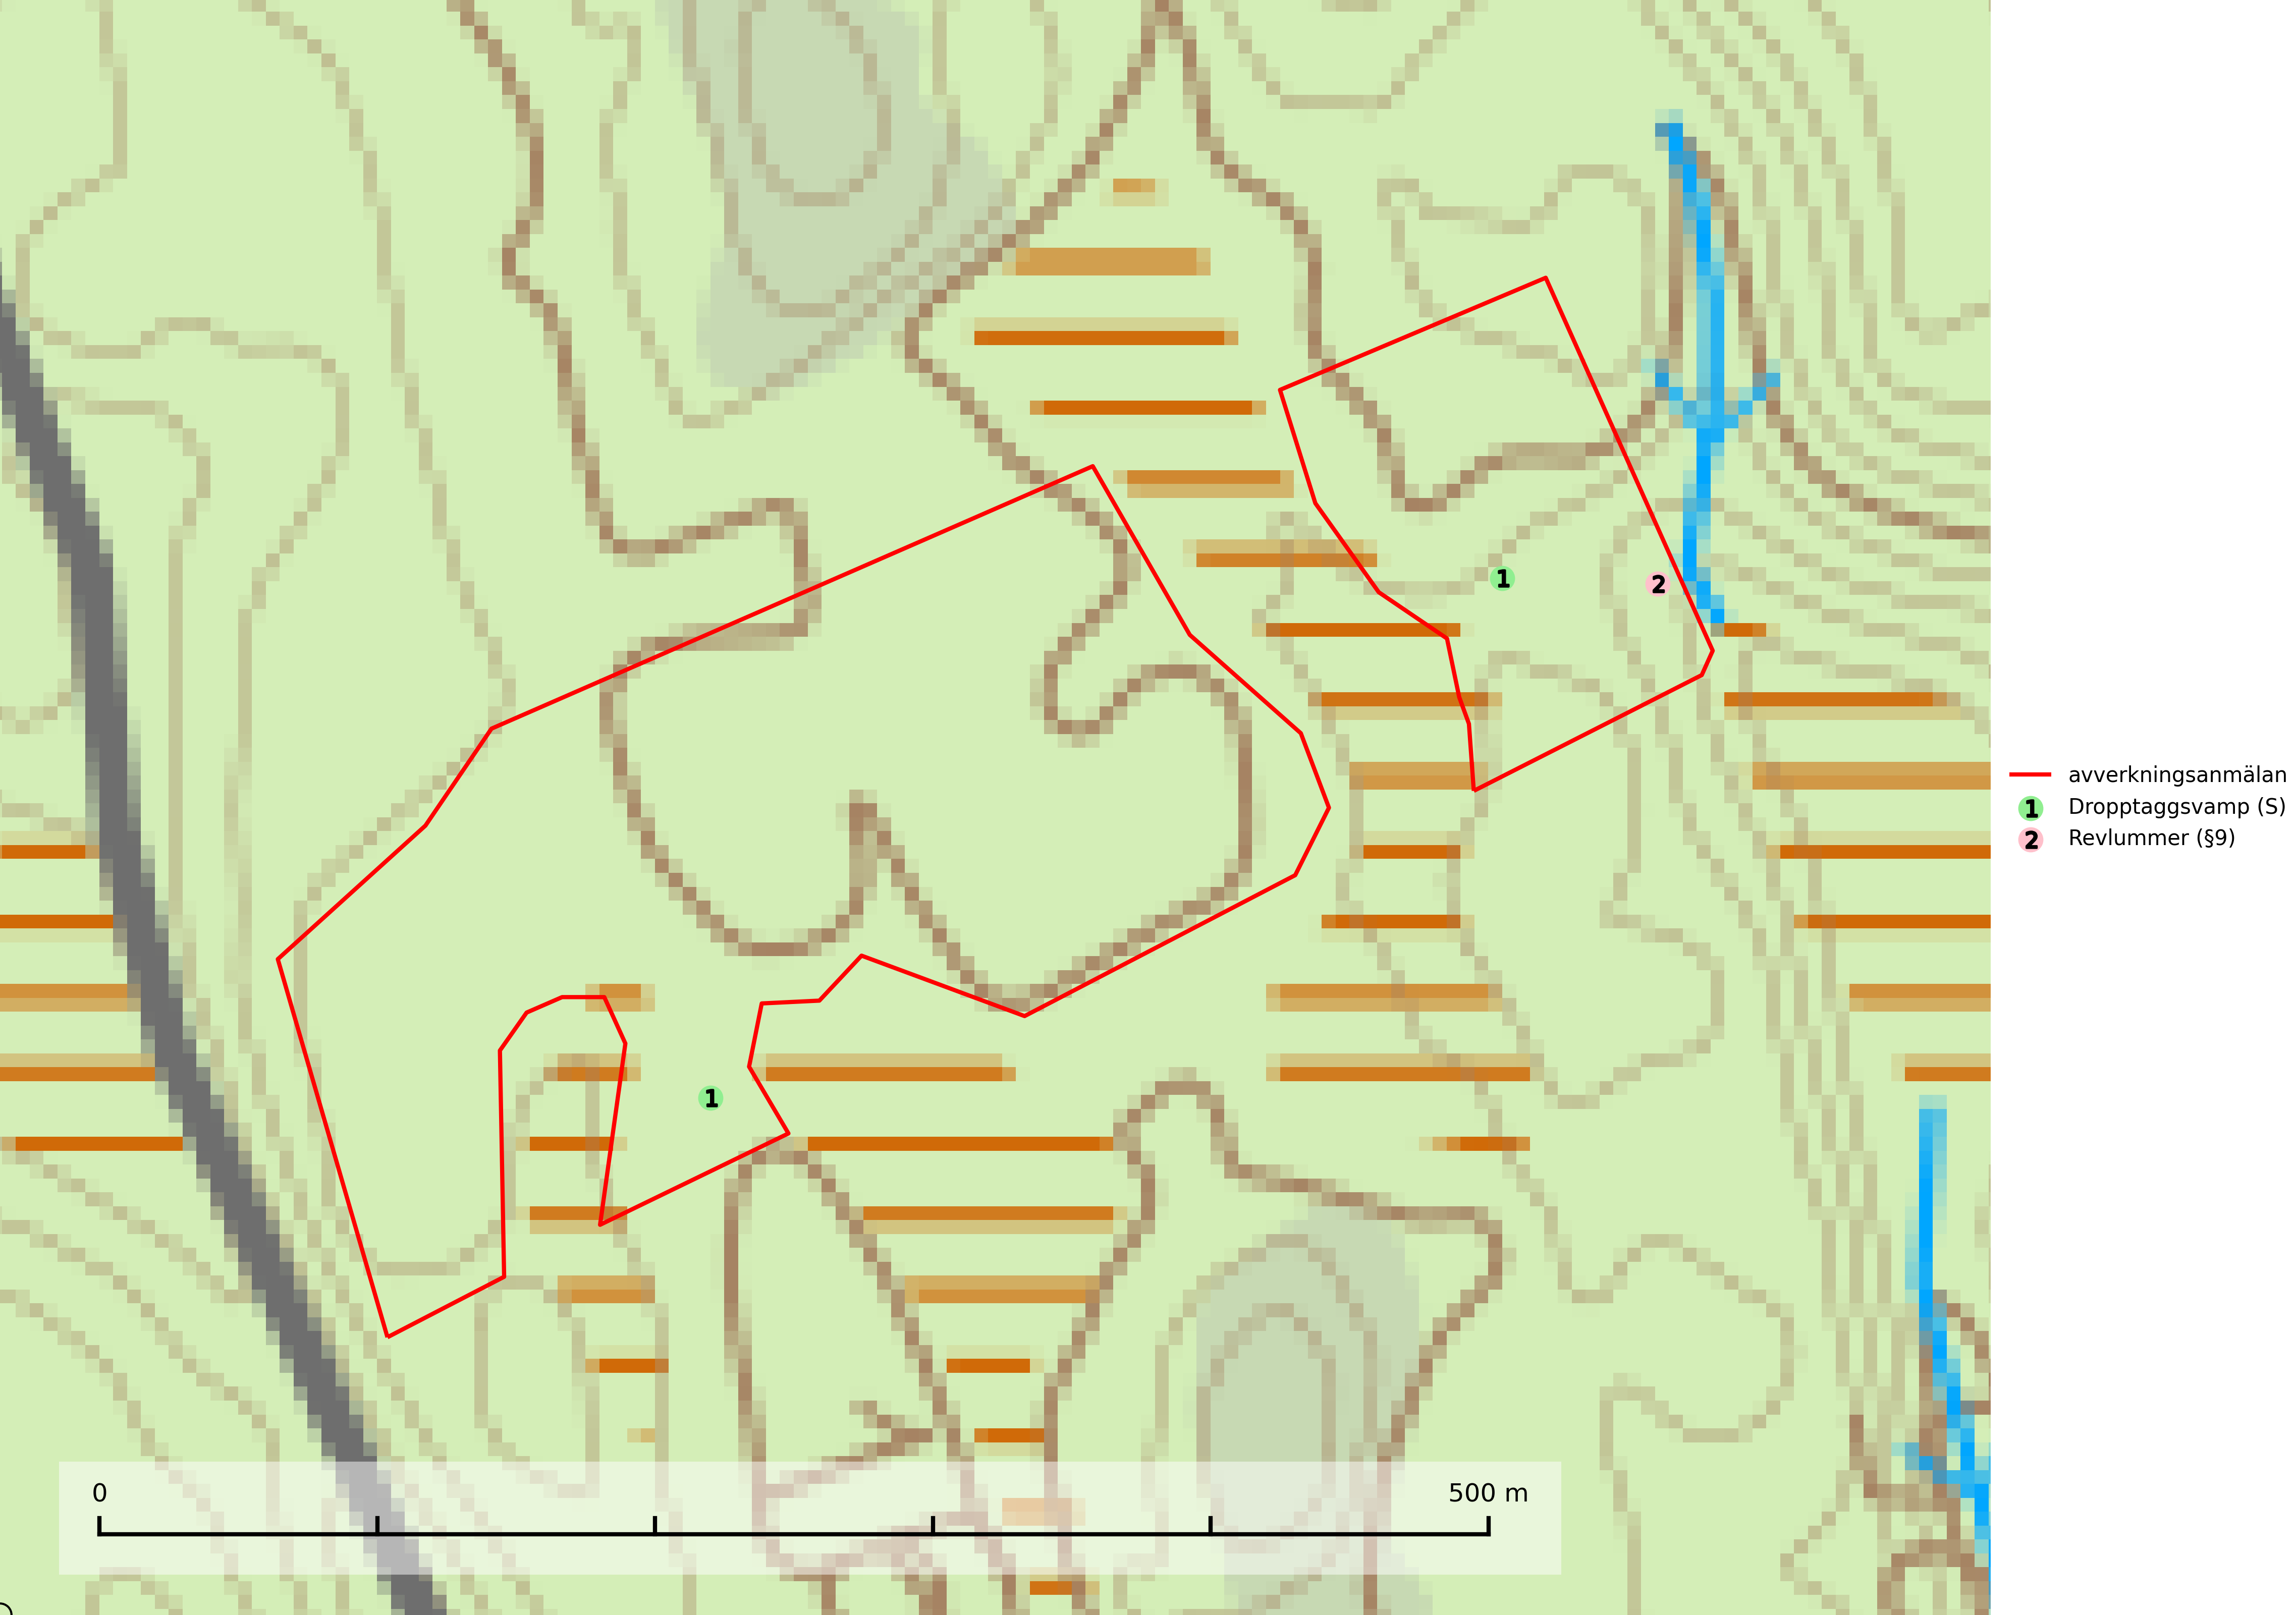 1
2
1
avverkningsanmälan
1 Dropptaggsvamp (S)
2 Revlummer (§9)
0 500 m